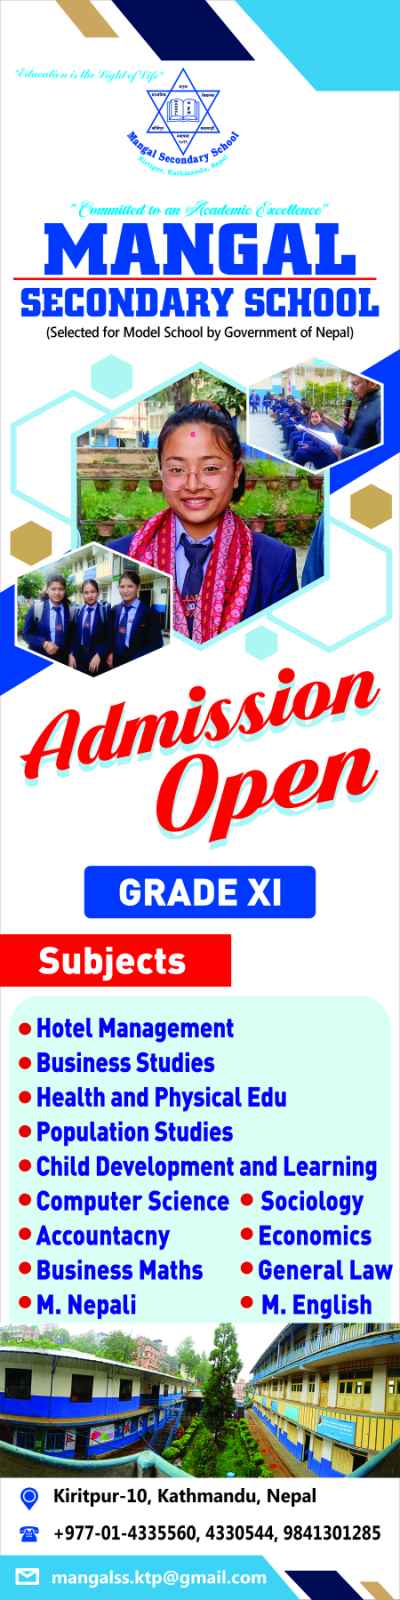 "Education is the Light of Life"
Mangal Secondary School
Kirtipur, Kathmandu, Nepal
"Committed to an Academic Excellence"
MANGAL
SECONDARY SCHOOL
(Selected for Model School by Government of Nepal)
Admission
Open
GRADE XI
Subjects
Hotel Management
Business Studies
Health and Physical Edu
Population Studies
Child Development and Learning
Computer Science • Sociology
Accountacny • Economics
Business Maths • General Law
M. Nepali • M. English
Kiritpur-10, Kathmandu, Nepal
+977-01-4335560, 4330544, 9841301285
mangalss.ktp@gmail.com